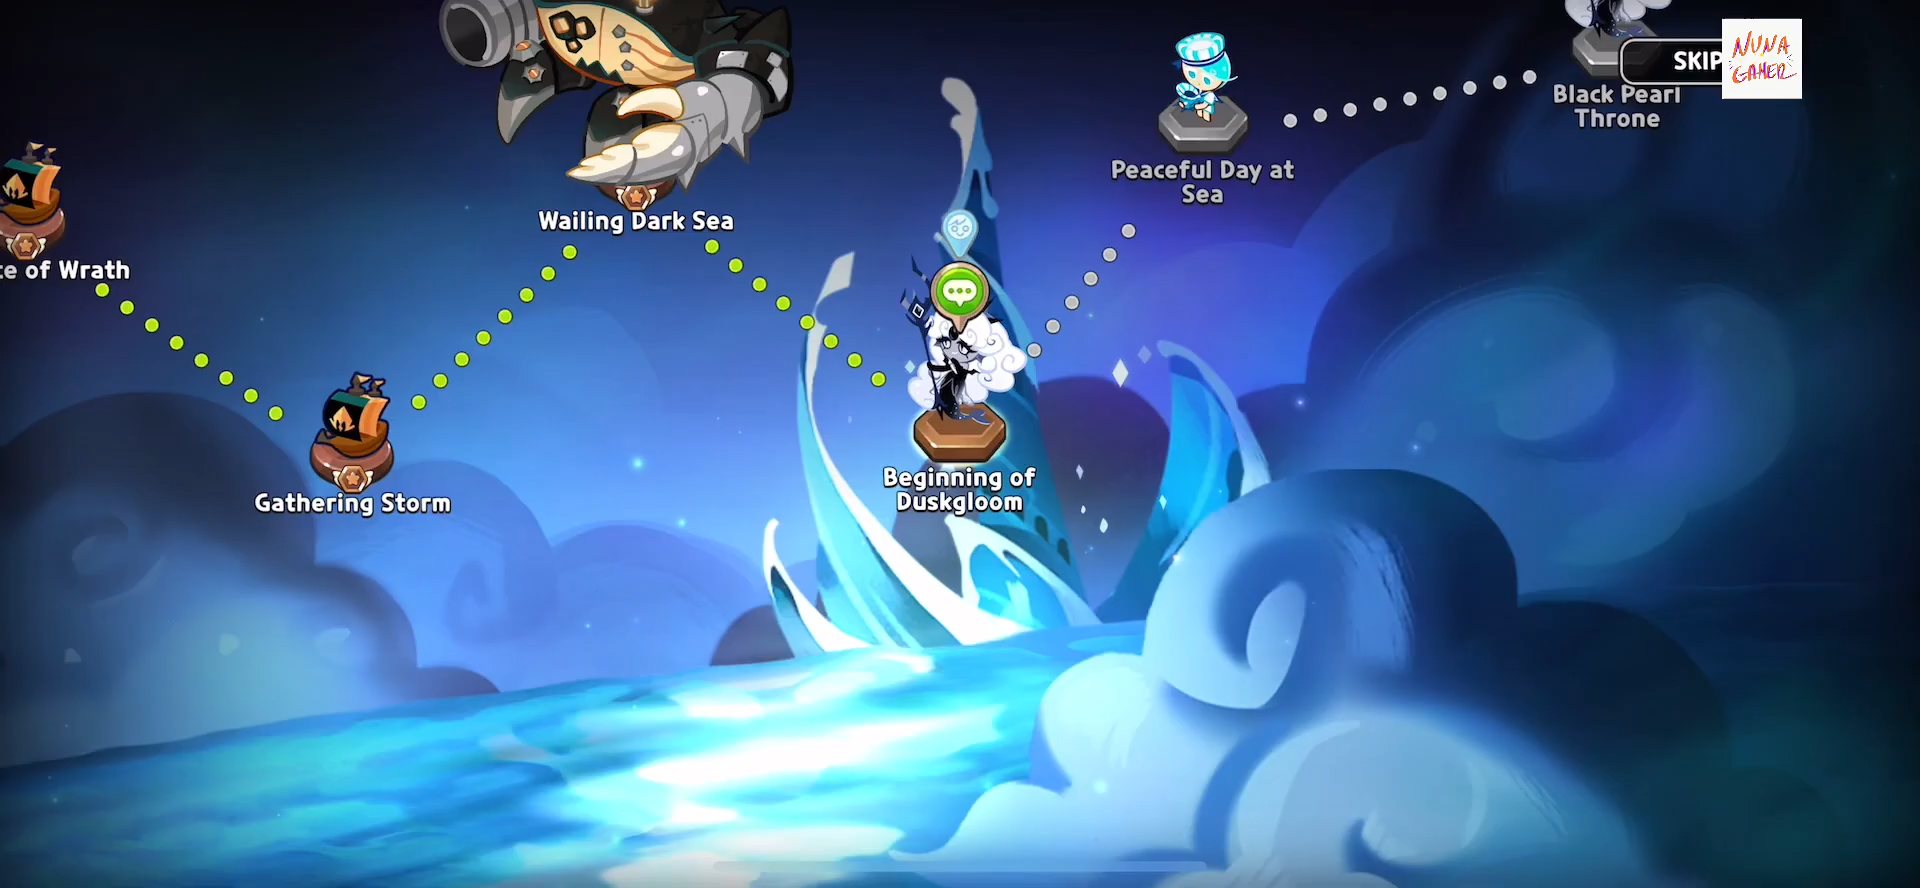 SKIP
NUNA
GAMER
Black Pearl
Throne
Peaceful Day at
Sea
Wailing Dark Sea
of Wrath
Beginning of
Duskgloom
Gathering Storm